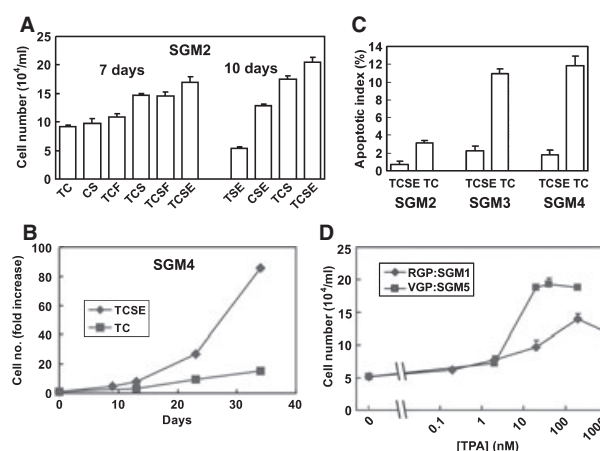 A
SGM2
7 days
10 days
Cell number (10⁴/ml)
25
20
15
10
5
0
TC
CS
TCF
TCS
TCSF
TCSE
TSE
CSE
TCS
TCSE
C
Apoptotic index (%)
14
12
10
8
6
4
2
0
TCSE TC
TCSE TC
TCSE TC
SGM2
SGM3
SGM4
B
SGM4
Cell no. (fold increase)
100
80
60
40
20
0
TCSE
TC
0
10
20
30
40
Days
D
Cell number (10⁴/ml)
25
20
15
10
5
0
RGP:SGM1
VGP:SGM5
0
0.1
1
10
100
1000
[TPA] (nM)